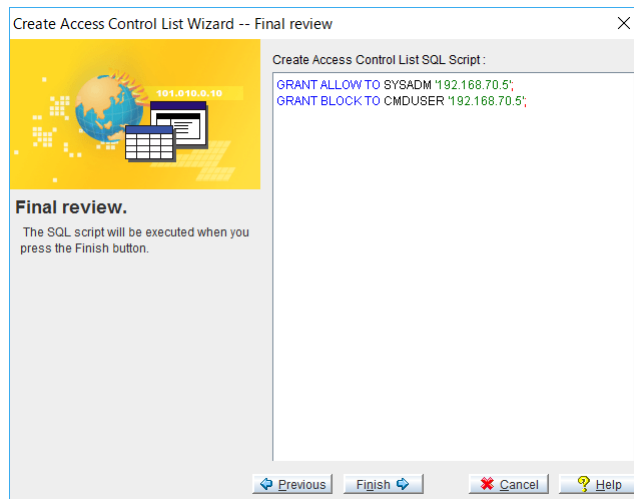 Create Access Control List Wizard -- Final review
101.010.0.10
Create Access Control List SQL Script :
GRANT ALLOW TO SYSADM '192.168.70.5';
GRANT BLOCK TO CMDUSER '192.168.70.5';
Final review.
The SQL script will be executed when you
press the Finish button.
Previous
Finish
Cancel
Help